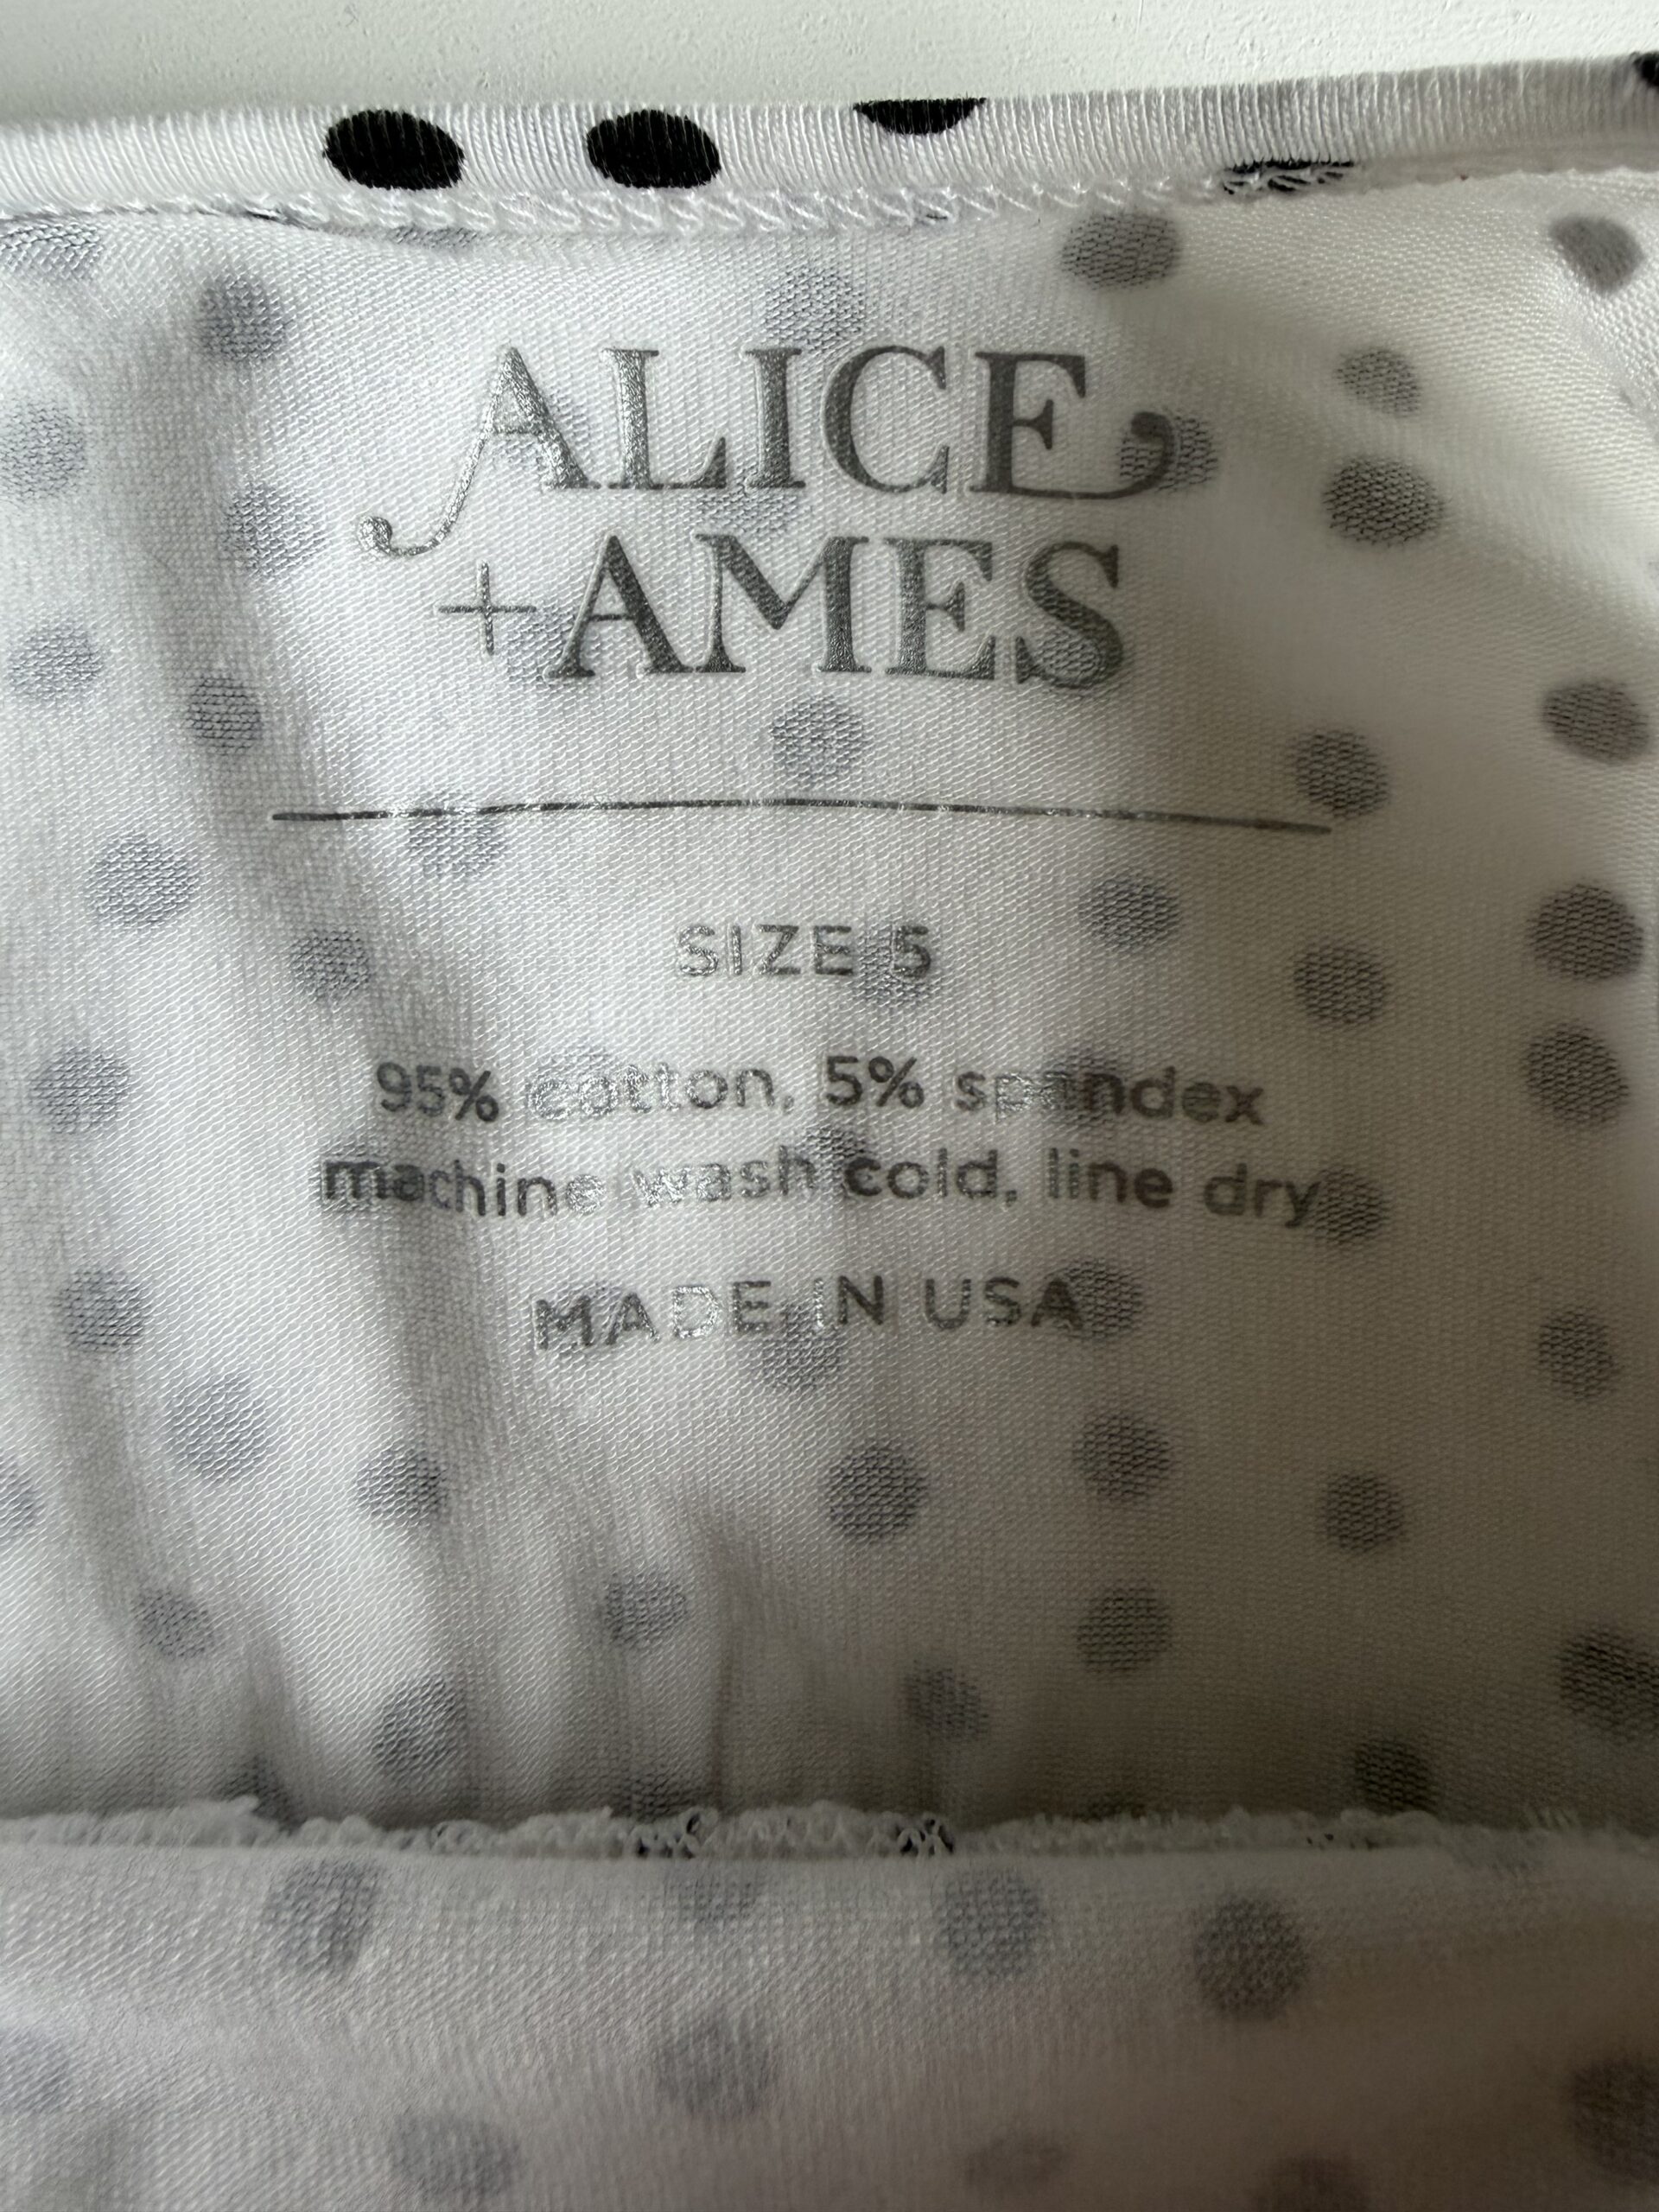 ALICE
+AMES
SIZE 5
95% cotton, 5% spandex
machine wash cold, line dry
MADE IN USA